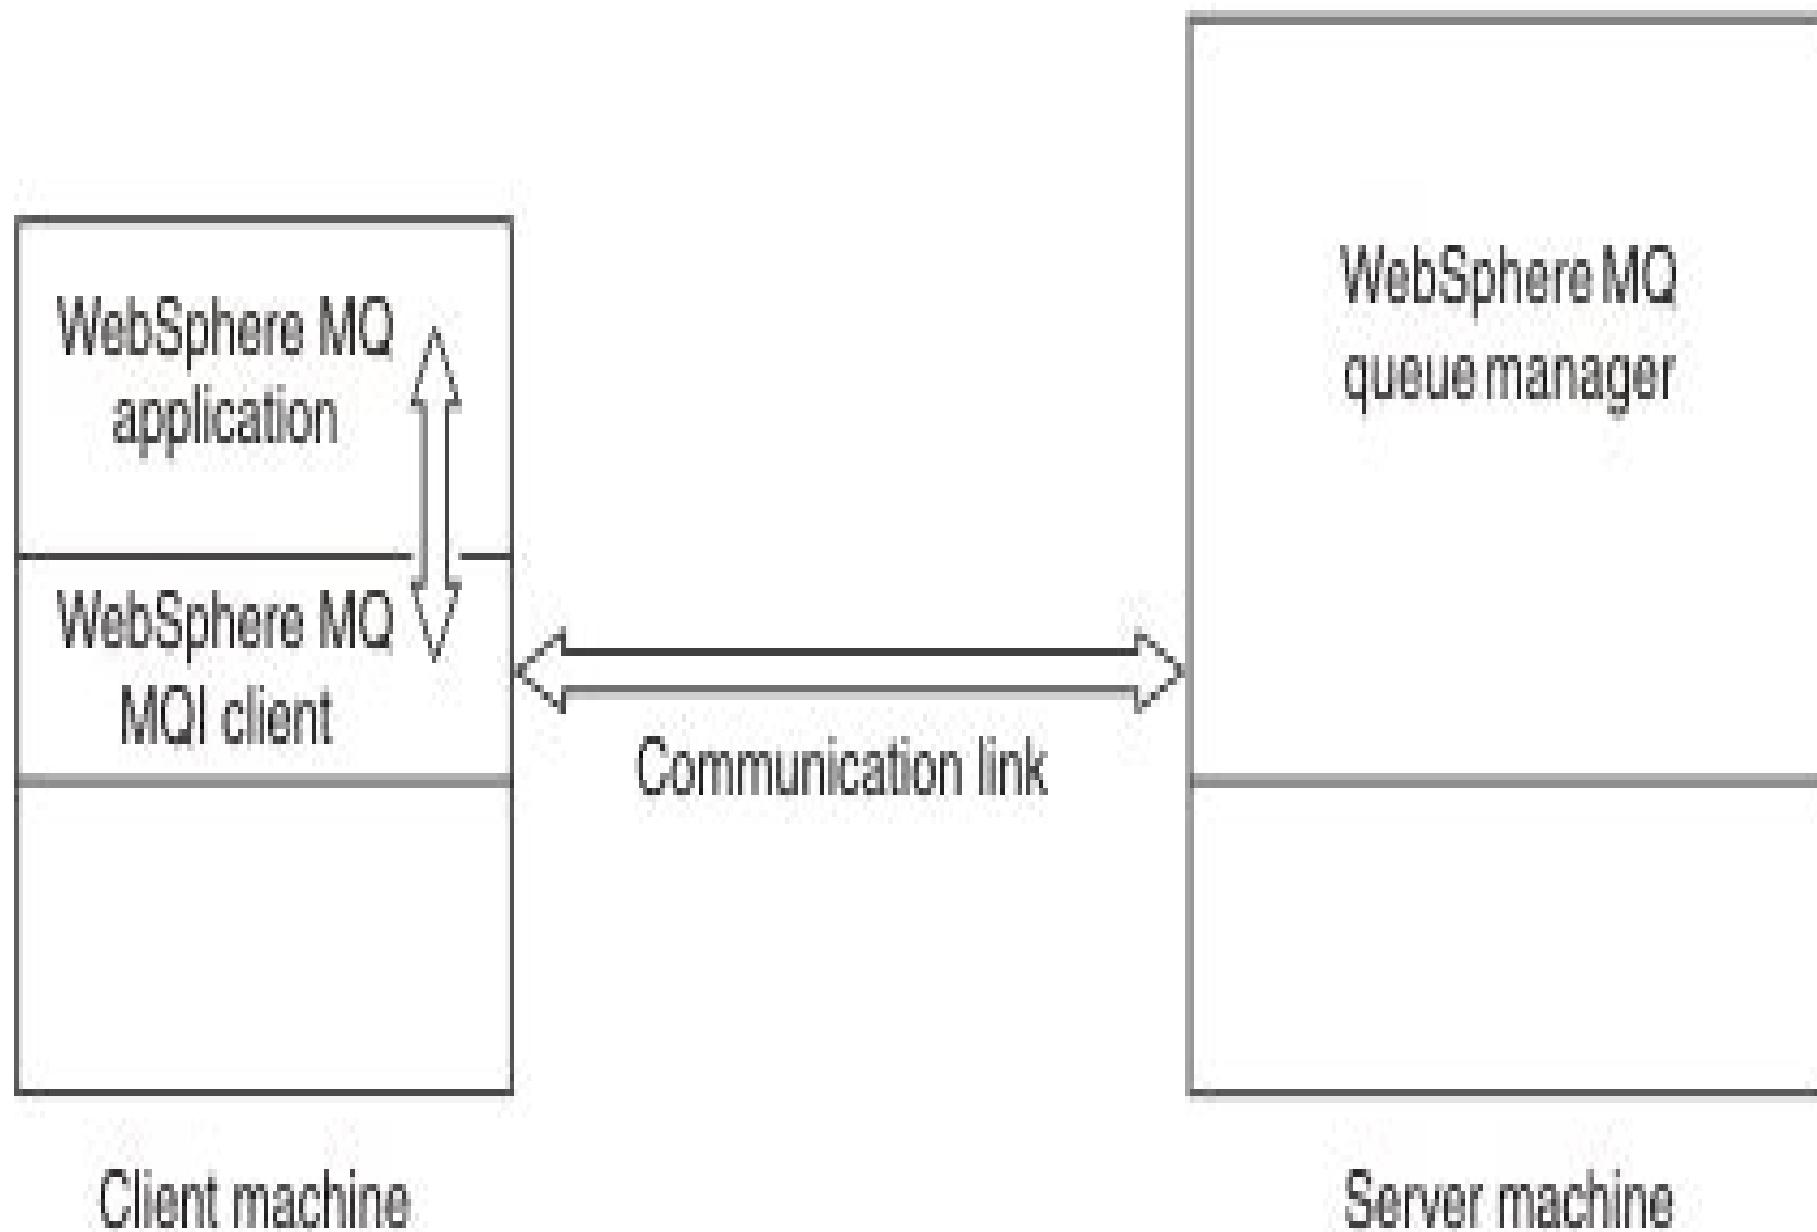 WebSphere MQ
application
WebSphere MQ
MQI client
Client machine
Communication link
WebSphere MQ
queue manager
Server machine